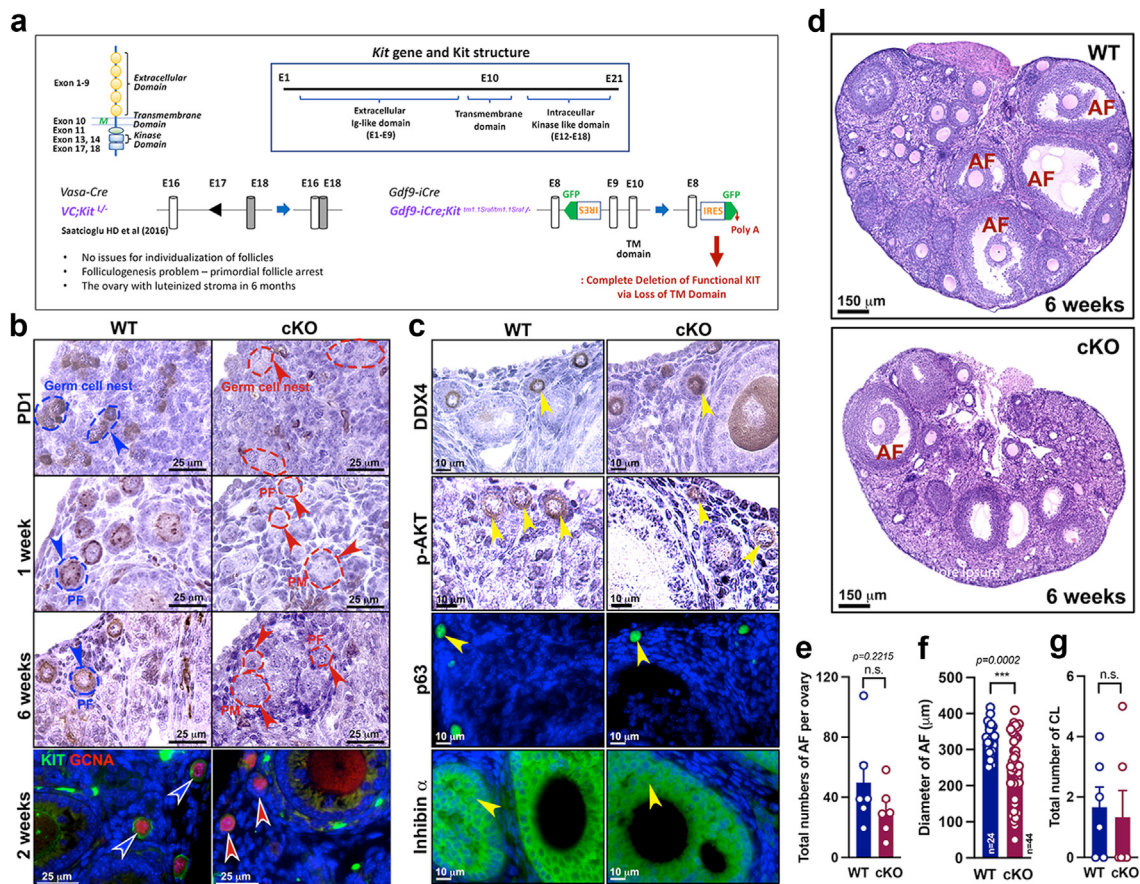 a
Kit gene and Kit structure
Exon 1-9
Extracellular
Domain
Exon 10
M
Transmembrane
Domain
Exon 11
Exon 13, 14
Kinase
Domain
Exon 17, 18
E1
E10
E21
Extracellular
Ig-like domain
(E1-E9)
Transmembrane
domain
Intraceullar
Kinase like domain
(E12-E18)
Vasa-Cre
VC;Kit L/-
Saatcioglu HD et al (2016)
E16
E17
E18
E16 E18
Gdf9-iCre
Gdf9-iCre;Kit tm1.1Sraf/tm1.1Sraf/-
E8
GFP
IRES
E9
E10
TM
domain
E8
GFP
IRES
Poly A
• No issues for individualization of follicles
• Folliculogenesis problem – primordial follicle arrest
• The ovary with luteinized stroma in 6 months
: Complete Deletion of Functional KIT
via Loss of TM Domain
b
WT
cKO
PD1
Germ cell nest
25 µm
Germ cell nest
25 µm
1 week
PF
25 µm
PF
PM
25 µm
6 weeks
PF
25 µm
PF
PM
25 µm
2 weeks
KIT GCNA
25 µm
25 µm
c
WT
cKO
DDX4
10 µm
10 µm
p-AKT
10 µm
10 µm
p63
10 µm
10 µm
Inhibin α
10 µm
10 µm
d
WT
AF
AF
AF
AF
150 µm
6 weeks
cKO
AF
lore Ipsum
150 µm
6 weeks
e
p=0.2215
n.s.
Total numbers of AF per ovary
120
80
40
0
WT cKO
f
p=0.0002
***
Diameter of AF (µm)
500
400
300
200
100
0
n=24
n=44
WT cKO
g
n.s.
Total number of CL
6
4
2
0
WT cKO